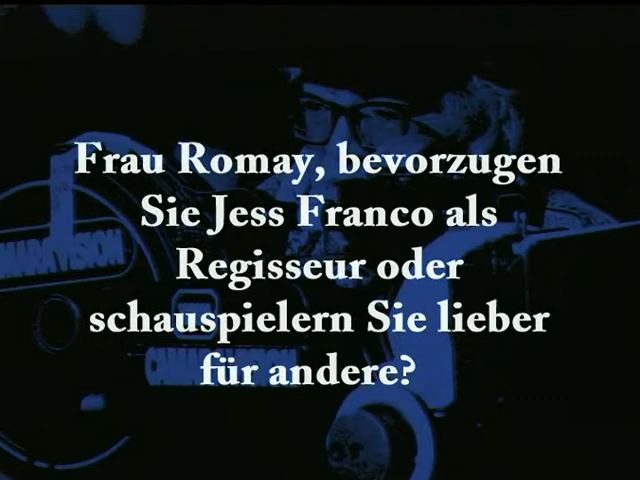 Frau Romay, bevorzugen
Sie Jess Franco als
Regisseur oder
schauspielern Sie lieber
für andere?